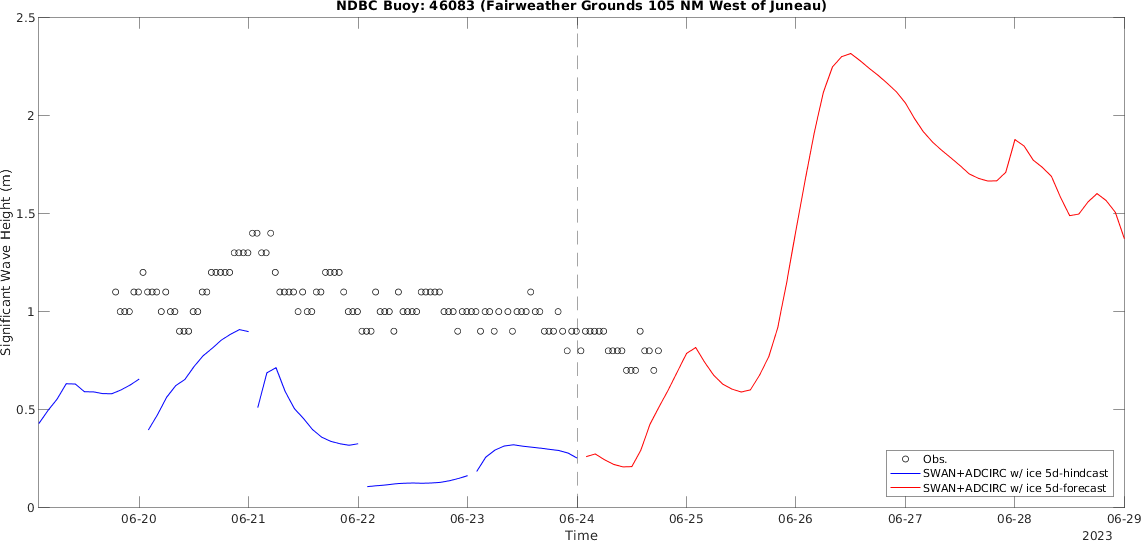 NDBC Buoy: 46083 (Fairweather Grounds 105 NM West of Juneau)
2.5
2
1.5
1
0.5
0
Significant Wave Height (m)
Obs.
SWAN+ADCIRC w/ ice 5d-hindcast
SWAN+ADCIRC w/ ice 5d-forecast
06-20 06-21 06-22 06-23 06-24 06-25 06-26 06-27 06-28 06-29
Time
2023